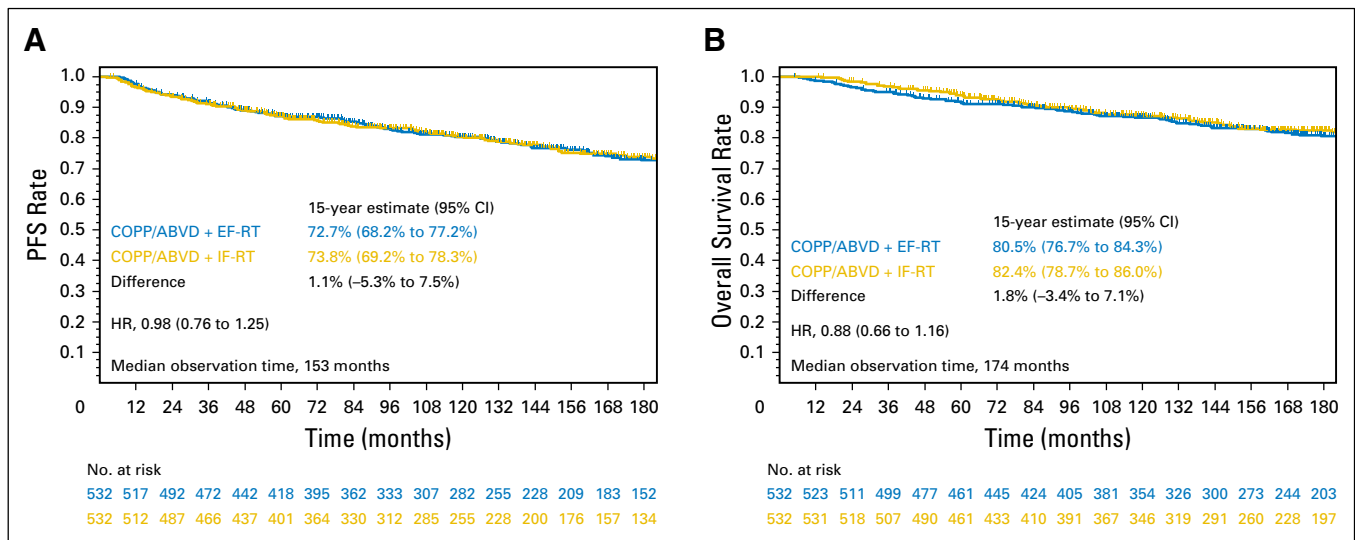 A
PFS Rate
1.0
0.9
0.8
0.7
0.6
0.5
0.4
0.3
0.2
0.1
15-year estimate (95% CI)
COPP/ABVD + EF-RT 72.7% (68.2% to 77.2%)
COPP/ABVD + IF-RT 73.8% (69.2% to 78.3%)
Difference 1.1% (–5.3% to 7.5%)
HR, 0.98 (0.76 to 1.25)
Median observation time, 153 months
0 12 24 36 48 60 72 84 96 108 120 132 144 156 168 180
Time (months)
No. at risk
532 517 492 472 442 418 395 362 333 307 282 255 228 209 183 152
532 512 487 466 437 401 364 330 312 285 255 228 200 176 157 134
B
Overall Survival Rate
1.0
0.9
0.8
0.7
0.6
0.5
0.4
0.3
0.2
0.1
15-year estimate (95% CI)
COPP/ABVD + EF-RT 80.5% (76.7% to 84.3%)
COPP/ABVD + IF-RT 82.4% (78.7% to 86.0%)
Difference 1.8% (–3.4% to 7.1%)
HR, 0.88 (0.66 to 1.16)
Median observation time, 174 months
0 12 24 36 48 60 72 84 96 108 120 132 144 156 168 180
Time (months)
No. at risk
532 523 511 499 477 461 445 424 405 381 354 326 300 273 244 203
532 531 518 507 490 461 433 410 391 367 346 319 291 260 228 197